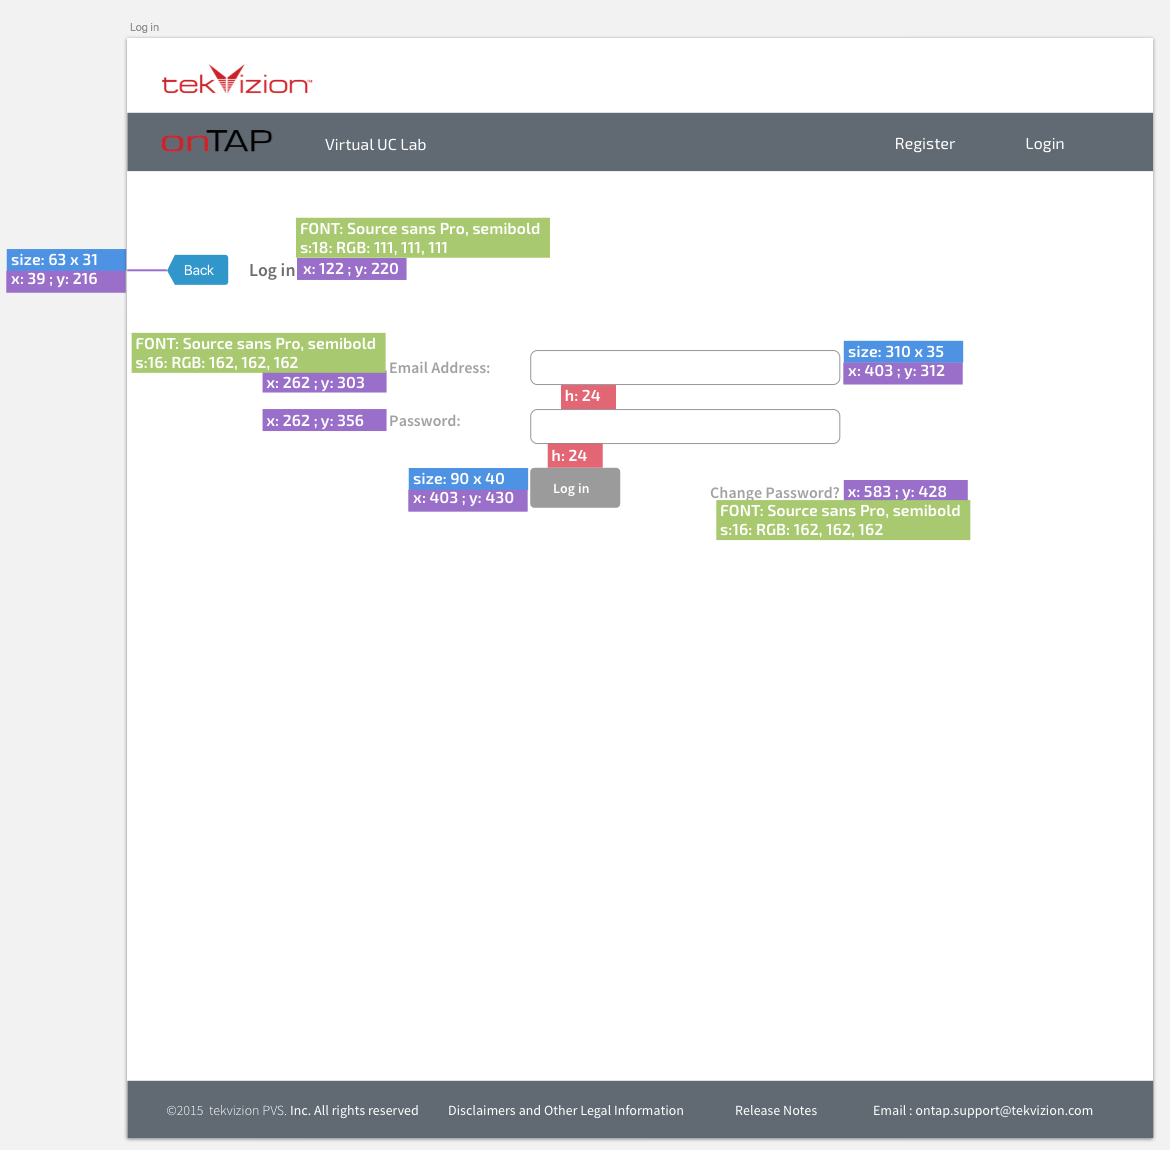 Log in
tekVizion™
onTAP
Virtual UC Lab
Register
Login
FONT: Source sans Pro, semibold
s:18: RGB: 111, 111, 111
size: 63 x 31
x: 39 ; y: 216
Back
Log in
x: 122 ; y: 220
FONT: Source sans Pro, semibold
s:16: RGB: 162, 162, 162
x: 262 ; y: 303
Email Address:
size: 310 x 35
x: 403 ; y: 312
h: 24
x: 262 ; y: 356
Password:
h: 24
size: 90 x 40
x: 403 ; y: 430
Log in
Change Password?
x: 583 ; y: 428
FONT: Source sans Pro, semibold
s:16: RGB: 162, 162, 162
©2015 tekvizion PVS. Inc. All rights reserved
Disclaimers and Other Legal Information
Release Notes
Email : ontap.support@tekvizion.com